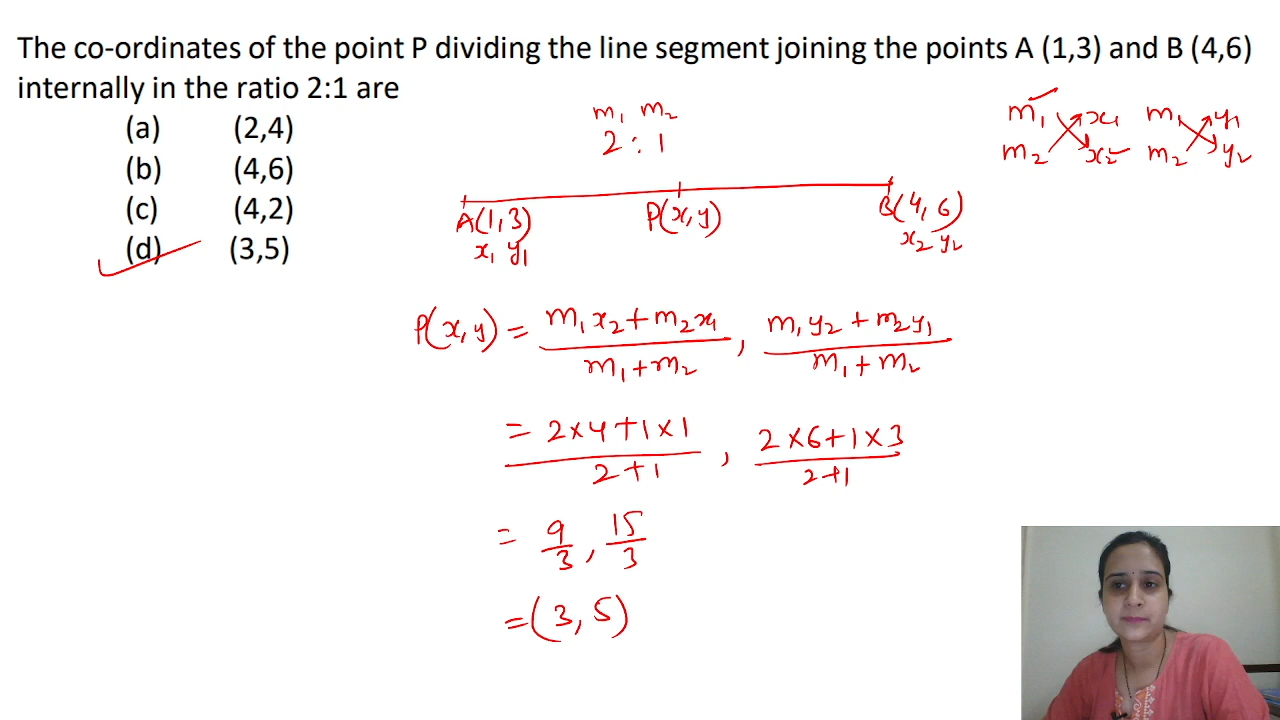 The co-ordinates of the point P dividing the line segment joining the points A (1,3) and B (4,6)
internally in the ratio 2:1 are
(a) (2,4)
(b) (4,6)
(c) (4,2)
(d) (3,5)
m₁ m₂
2 : 1
m₁ x₁ m₁ y₁
m₂ x₂ m₂ y₂
A(1,3) P(x,y) B(4,6)
x₁ y₁ x₂ y₂
P(x,y) = m₁x₂+m₂x₁ , m₁y₂+m₂y₁
m₁+m₂ m₁+m₂
= 2×4+1×1 , 2×6+1×3
2+1 2+1
= 9/3 , 15/3
=(3,5)